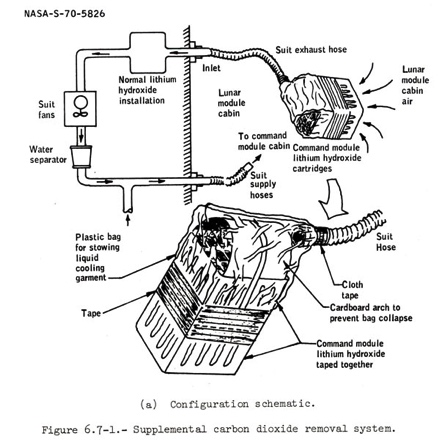 NASA-S-70-5826
Suit exhaust hose
Inlet
Normal lithium
hydroxide
installation
Lunar
module
cabin
Lunar
module
cabin
air
Suit
fans
To command
module cabin
Command module
lithium hydroxide
cartridges
Water
separator
Suit
supply
hoses
Plastic bag
for stowing
liquid
cooling
garment
Suit
Hose
Cloth
tape
Tape
Cardboard arch to
prevent bag collapse
Command module
lithium hydroxide
taped together
(a) Configuration schematic.
Figure 6.7-1.- Supplemental carbon dioxide removal system.